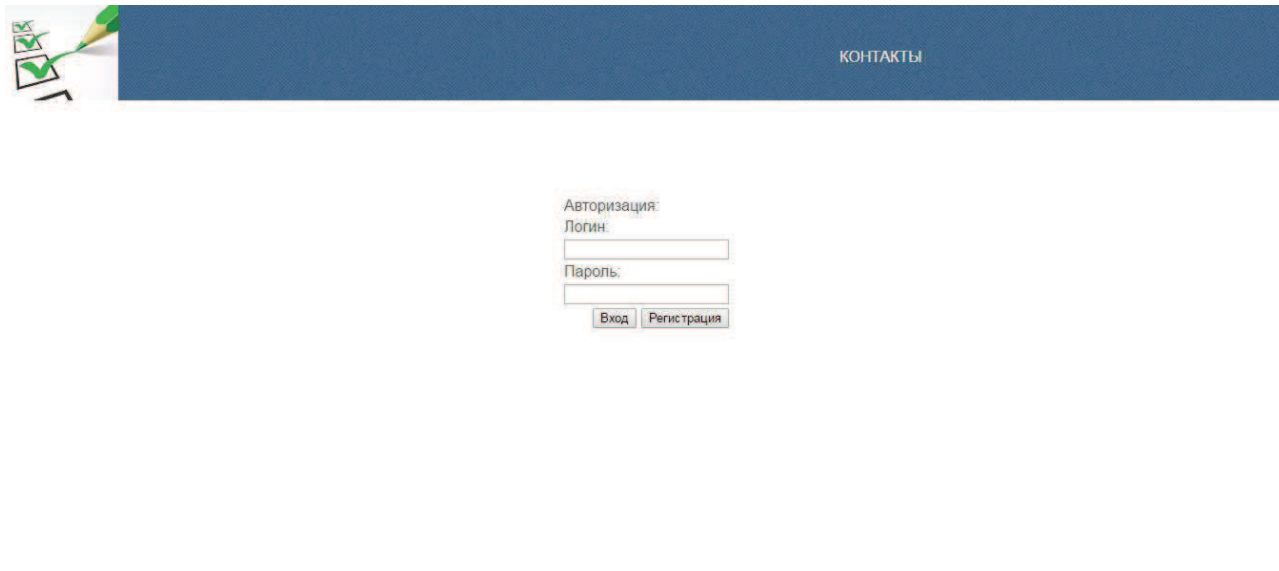 КОНТАКТЫ
Авторизация:
Логин:
Пароль:
Вход Регистрация